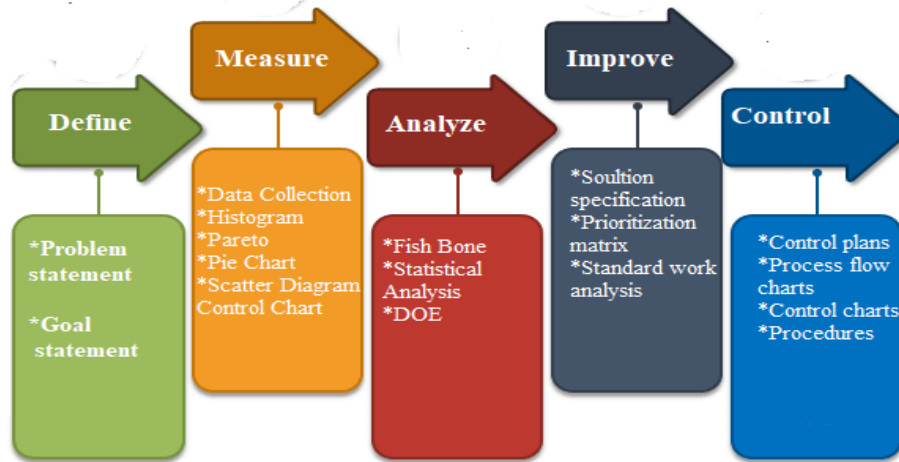 Define
*Problem
statement
*Goal
statement
Measure
*Data Collection
*Histogram
*Pareto
*Pie Chart
*Scatter Diagram
Control Chart
Analyze
*Fish Bone
*Statistical
Analysis
*DOE
Improve
*Soultion
specification
*Prioritization
matrix
*Standard work
analysis
Control
*Control plans
*Process flow
charts
*Control charts
*Procedures